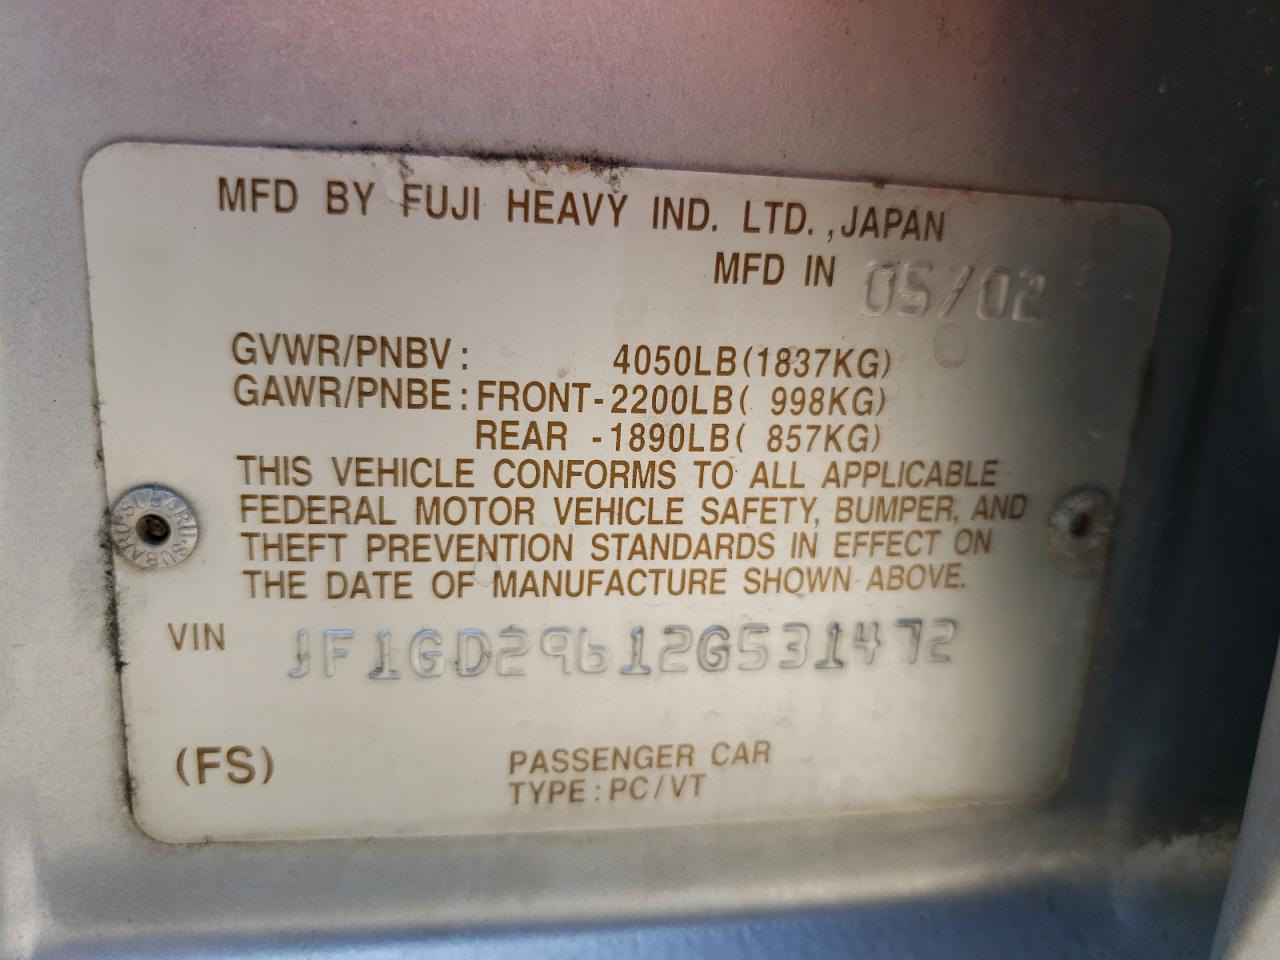 MFD BY FUJI HEAVY IND. LTD., JAPAN
MFD IN 05/02
GVWR/PNBV: 4050LB(1837KG)
GAWR/PNBE: FRONT-2200LB( 998KG)
REAR -1890LB( 857KG)
THIS VEHICLE CONFORMS TO ALL APPLICABLE
FEDERAL MOTOR VEHICLE SAFETY, BUMPER, AND
THEFT PREVENTION STANDARDS IN EFFECT ON
THE DATE OF MANUFACTURE SHOWN ABOVE.
SUBARU·SUBARU·
VIN JF1GD29612G531472
(FS) PASSENGER CAR
TYPE: PC/VT